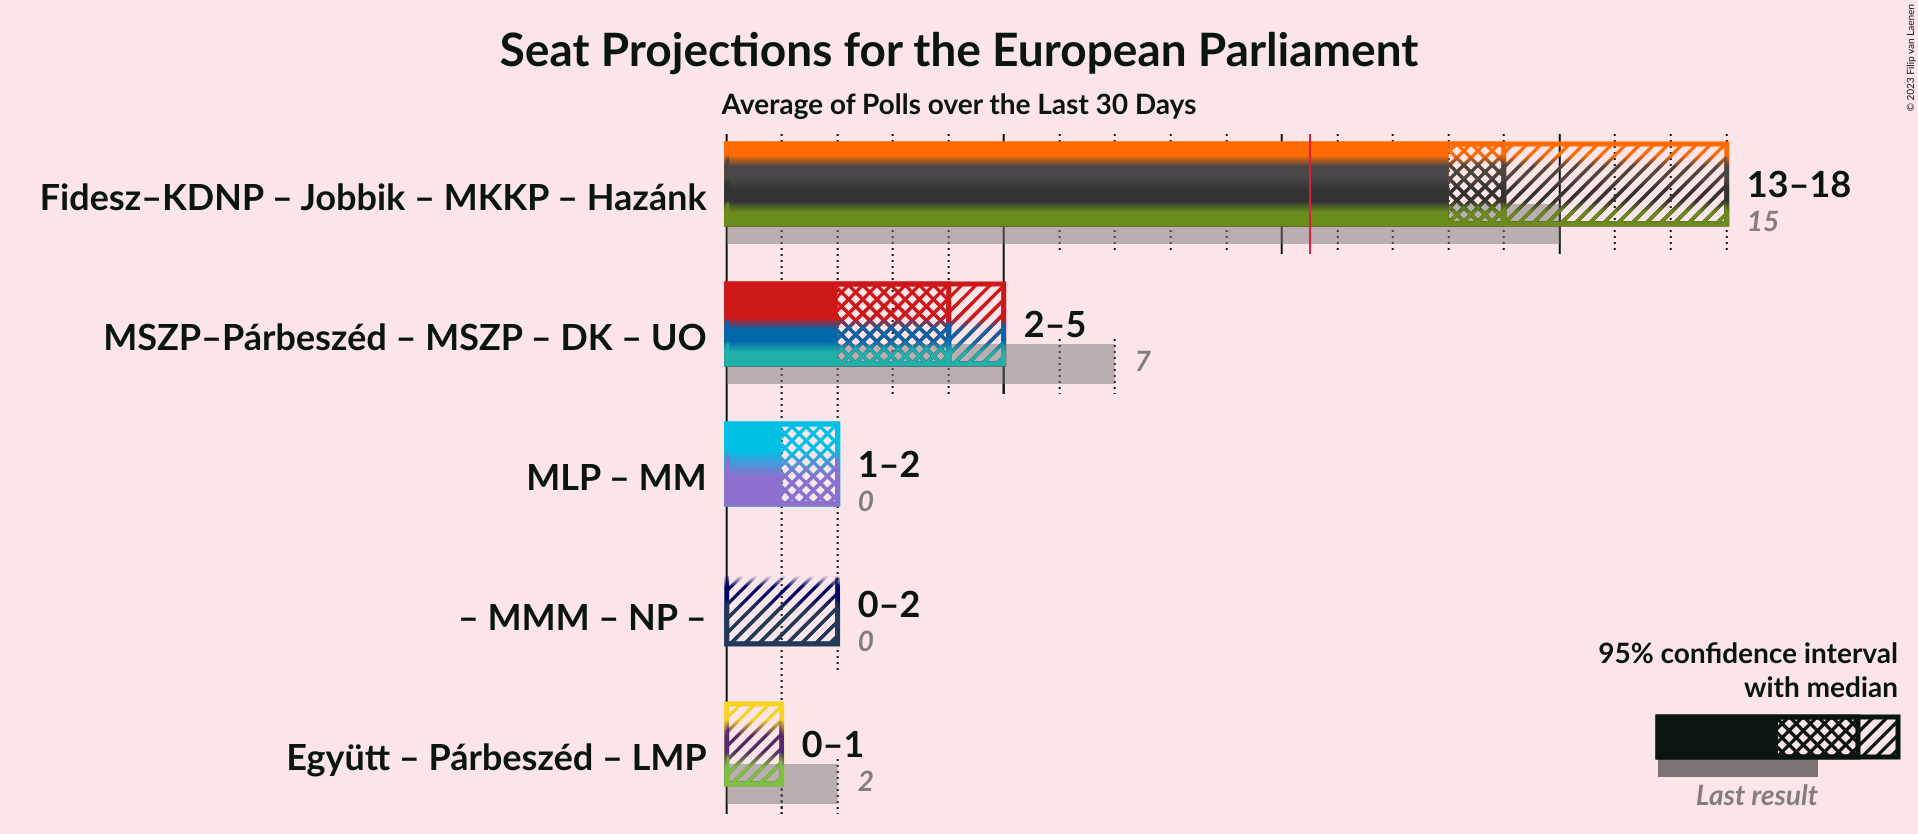 Seat Projections for the European Parliament
Average of Polls over the Last 30 Days
© 2023 Filip van Laenen
Fidesz–KDNP – Jobbik – MKKP – Hazánk
13–18
15
MSZP–Párbeszéd – MSZP – DK – UO
2–5
7
MLP – MM
1–2
0
– MMM – NP –
0–2
0
Együtt – Párbeszéd – LMP
0–1
2
95% confidence interval
with median
Last result